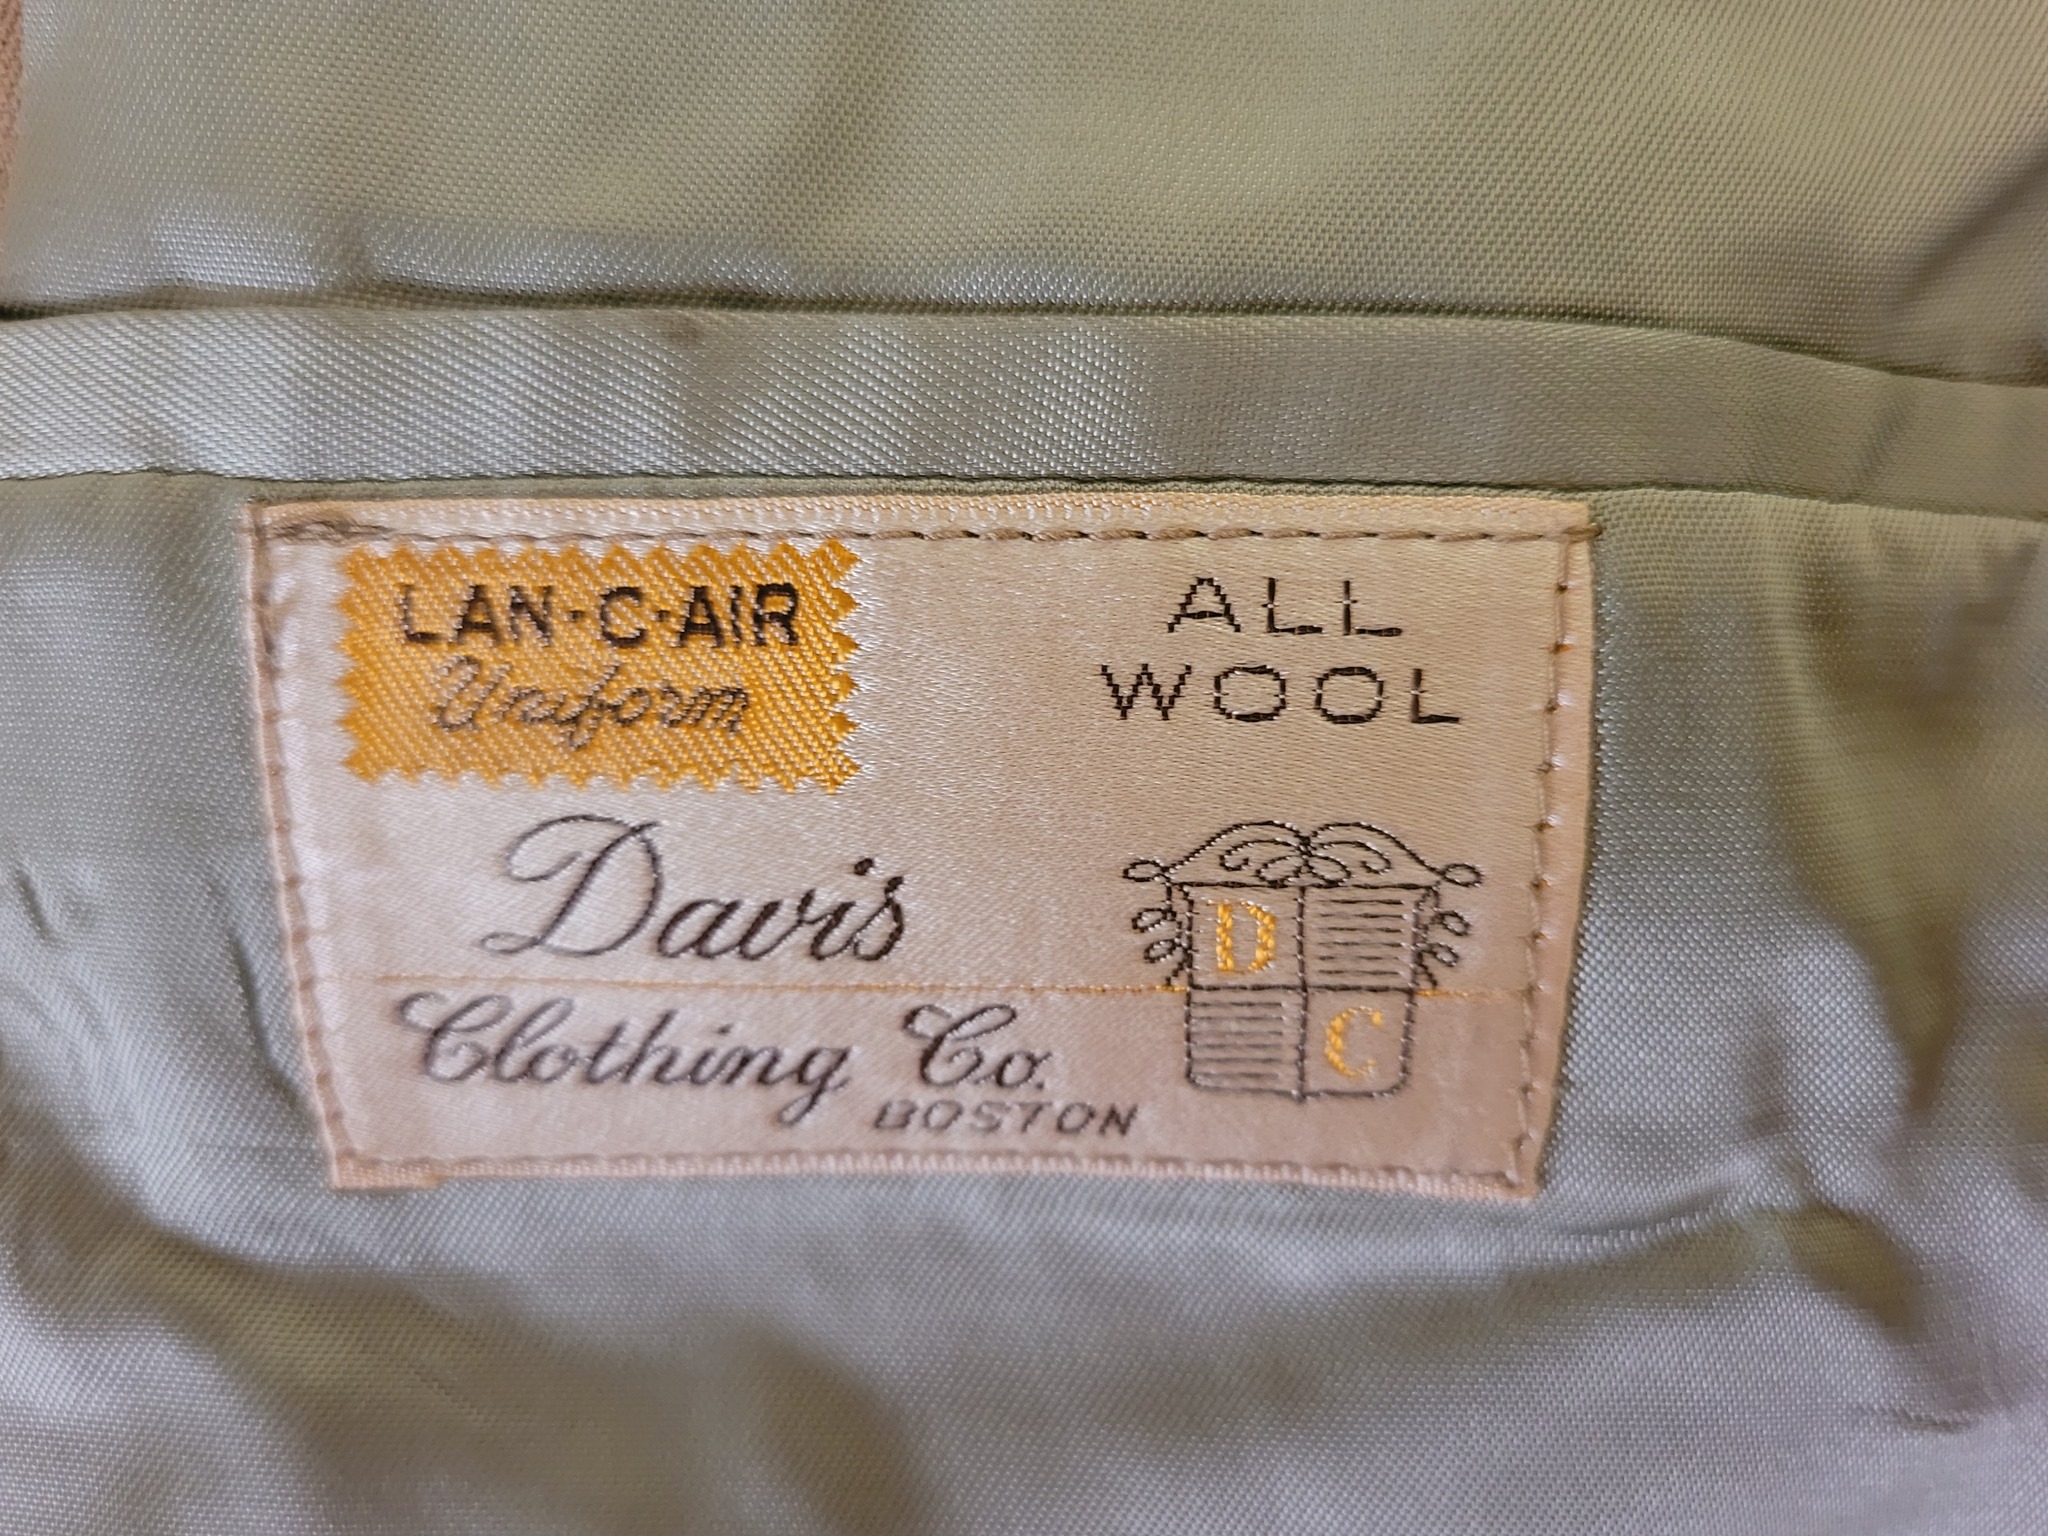 LAN-C-AIR
Uniform
ALL
WOOL
Davis
Clothing Co.
BOSTON
D
C